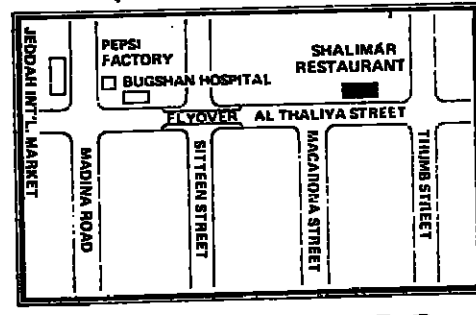 JEDDAH INT'L. MARKET
PEPSI
FACTORY
BUGSHAN HOSPITAL
SHALIMAR
RESTAURANT
FLYOVER
AL THALIYA STREET
MADINA ROAD
SITTEEN STREET
MACARONA STREET
THUMB STREET